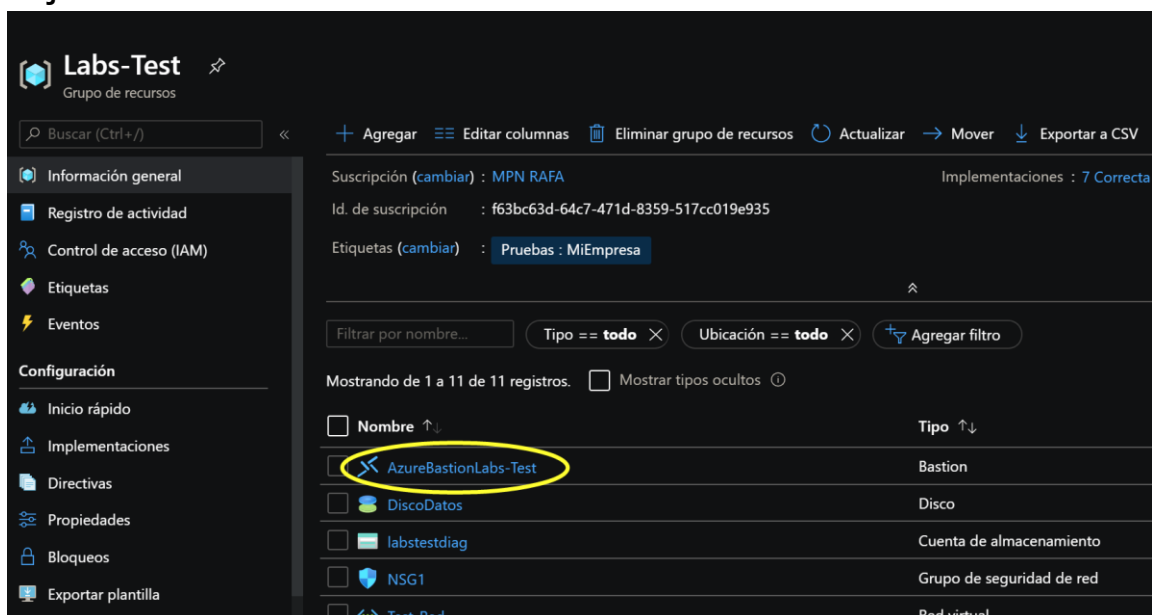 Labs-Test
Grupo de recursos
Buscar (Ctrl+/)
«
Agregar Editar columnas Eliminar grupo de recursos Actualizar Mover Exportar a CSV
Información general
Registro de actividad
Control de acceso (IAM)
Etiquetas
Eventos
Configuración
Inicio rápido
Implementaciones
Directivas
Propiedades
Bloqueos
Exportar plantilla
Suscripción (cambiar) : MPN RAFA Implementaciones : 7 Correcta
Id. de suscripción : f63bc63d-64c7-471d-8359-517cc019e935
Etiquetas (cambiar) : Pruebas : MiEmpresa
Filtrar por nombre... Tipo == todo Ubicación == todo Agregar filtro
Mostrando de 1 a 11 de 11 registros. Mostrar tipos ocultos
Nombre Tipo
AzureBastionLabs-Test Bastion
DiscoDatos Disco
labstestdiag Cuenta de almacenamiento
NSG1 Grupo de seguridad de red